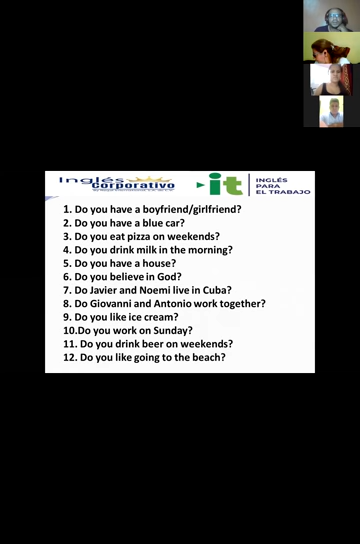 Inglés
Corporativo
it
INGLÉS
PARA
EL TRABAJO
1. Do you have a boyfriend/girlfriend?
2. Do you have a blue car?
3. Do you eat pizza on weekends?
4. Do you drink milk in the morning?
5. Do you have a house?
6. Do you believe in God?
7. Do Javier and Noemi live in Cuba?
8. Do Giovanni and Antonio work together?
9. Do you like ice cream?
10.Do you work on Sunday?
11. Do you drink beer on weekends?
12. Do you like going to the beach?